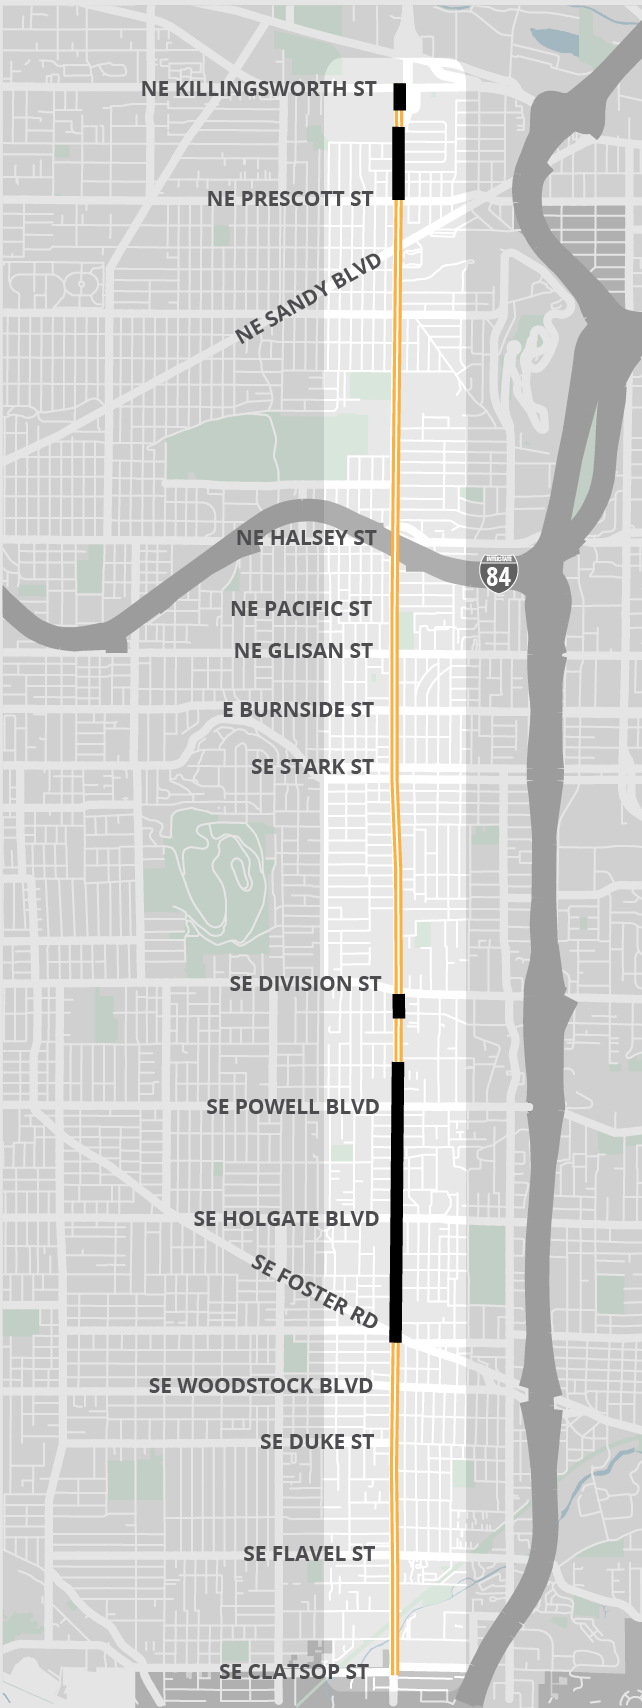 NE KILLINGSWORTH ST
NE PRESCOTT ST
NE SANDY BLVD
NE HALSEY ST
INTERSTATE
84
NE PACIFIC ST
NE GLISAN ST
E BURNSIDE ST
SE STARK ST
SE DIVISION ST
SE POWELL BLVD
SE HOLGATE BLVD
SE FOSTER RD
SE WOODSTOCK BLVD
SE DUKE ST
SE FLAVEL ST
SE CLATSOP ST